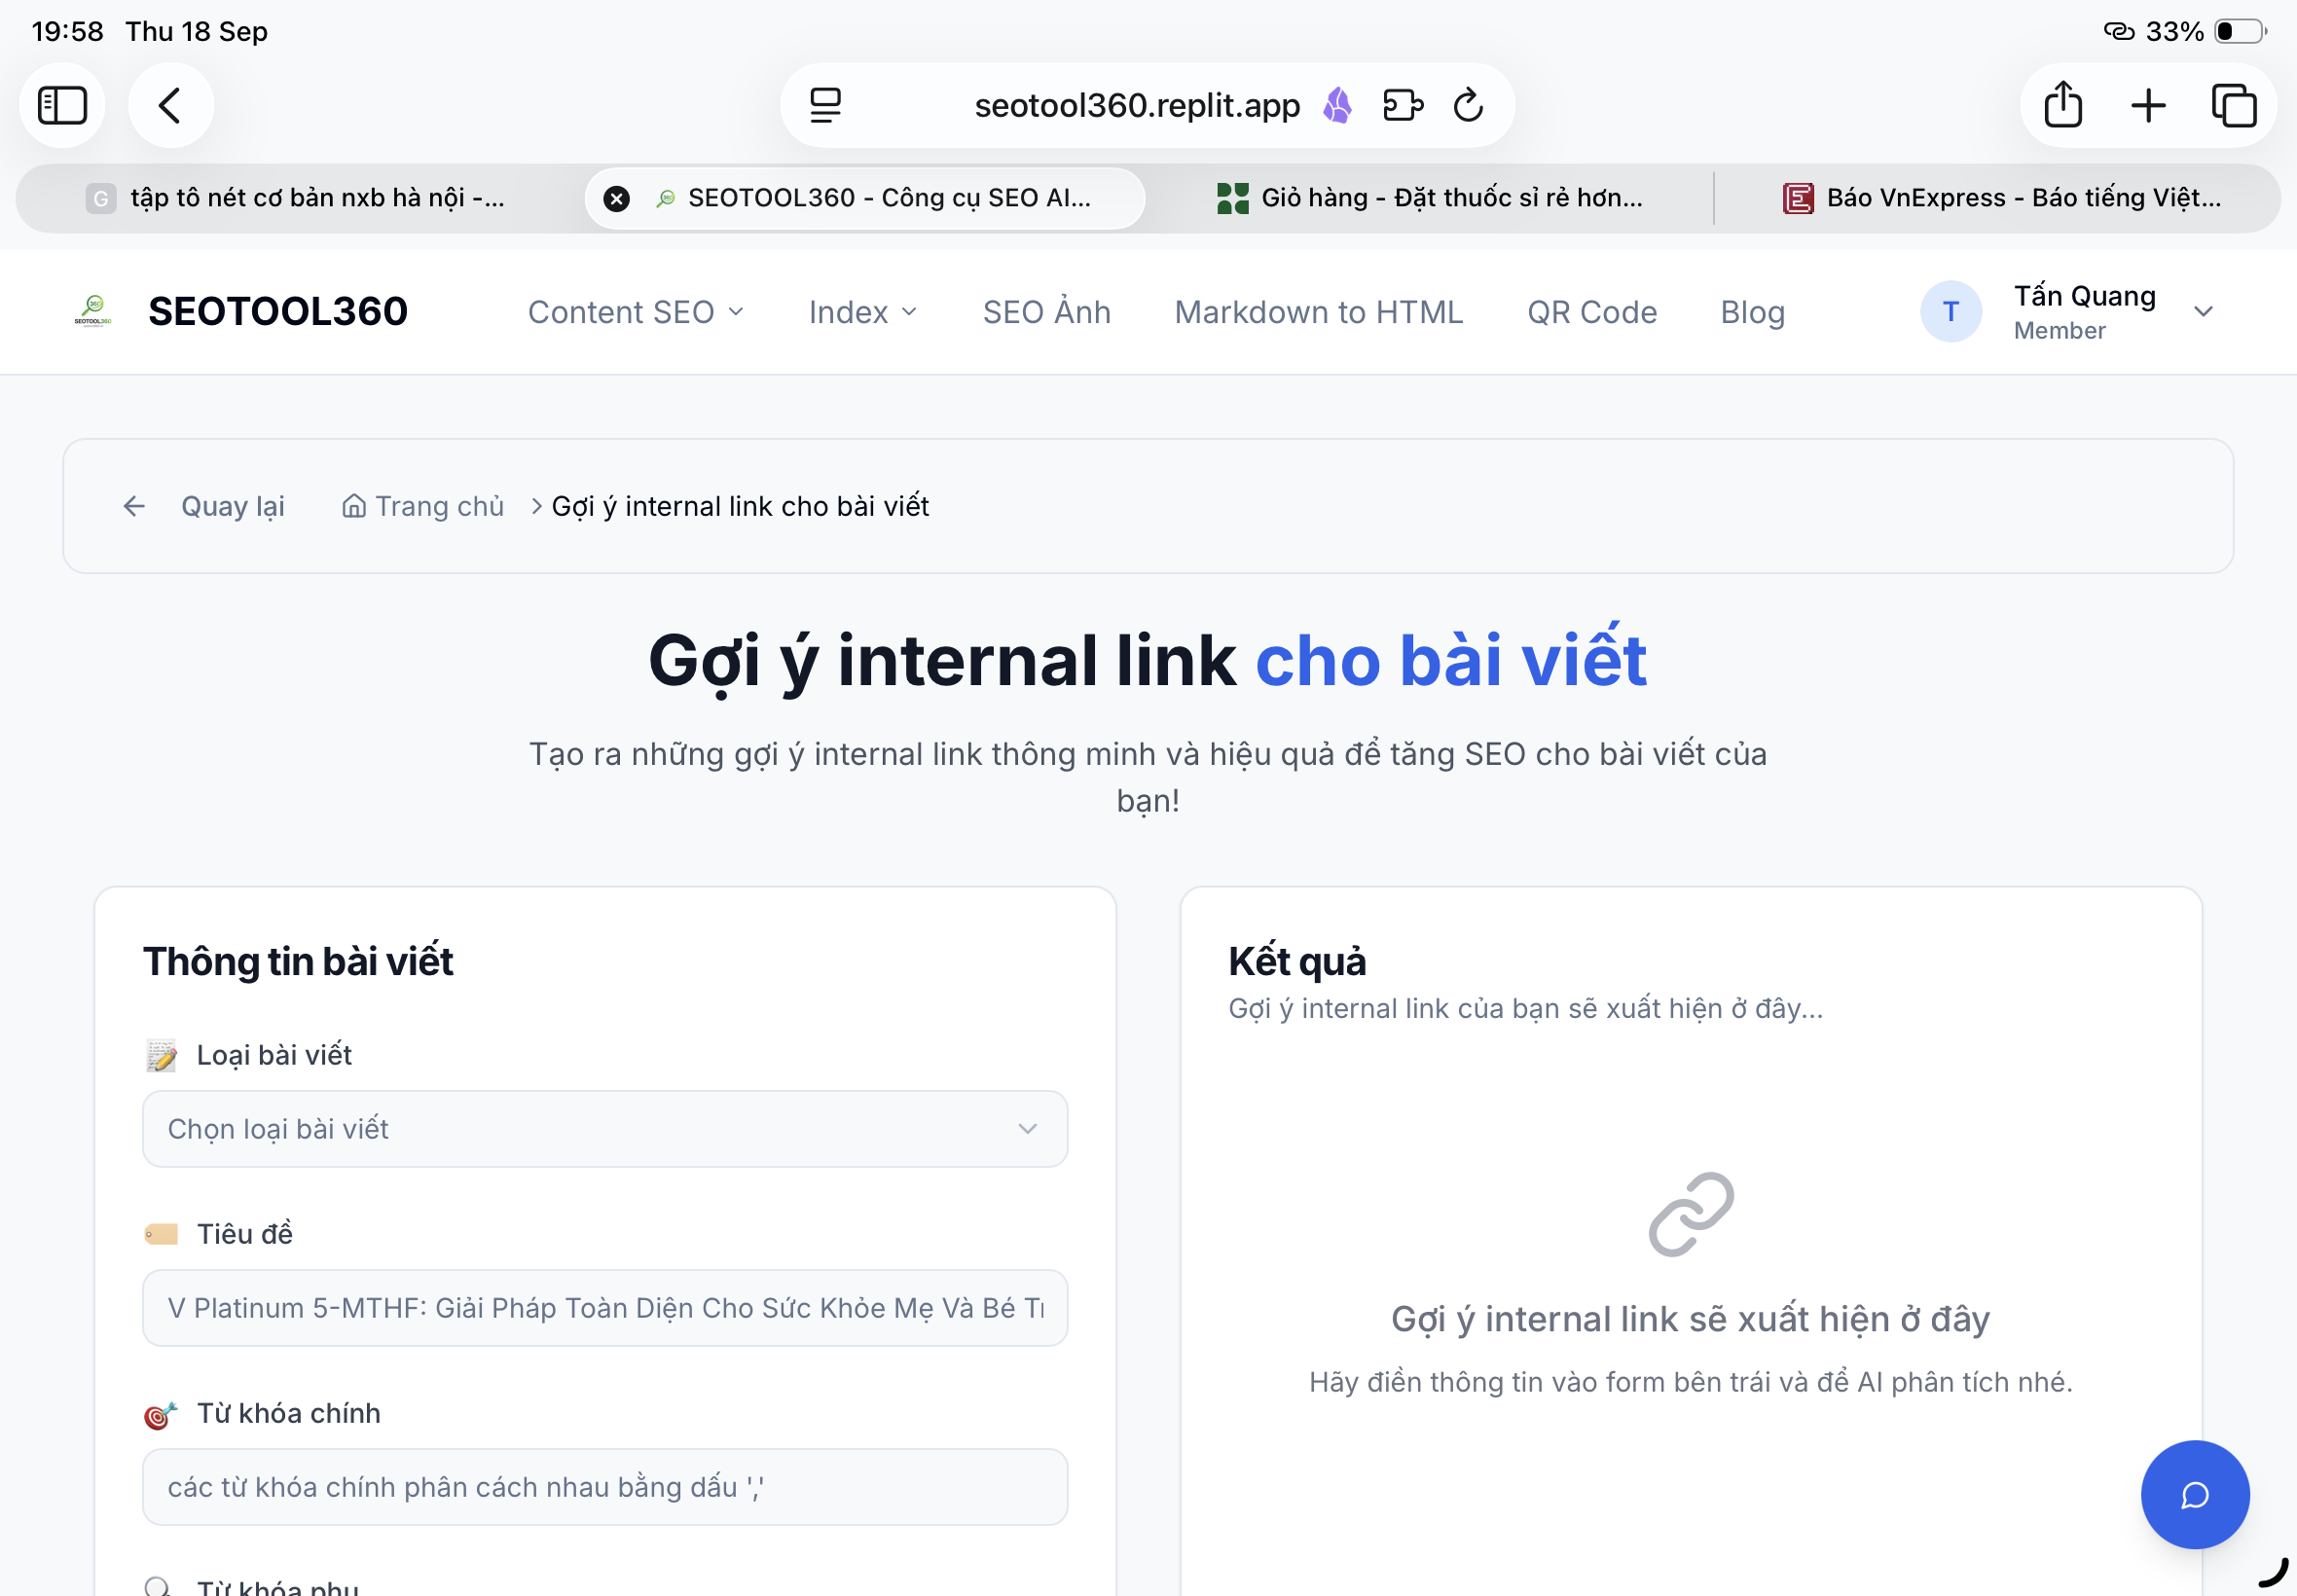 19:58 Thu 18 Sep
33%
seotool360.replit.app
G tập tô nét cơ bản nxb hà nội -...
SEOTOOL360 - Công cụ SEO AI...
Giỏ hàng - Đặt thuốc sỉ rẻ hơn...
Báo VnExpress - Báo tiếng Việt...
SEOTOOL360
Content SEO
Index
SEO Ảnh
Markdown to HTML
QR Code
Blog
T
Tấn Quang
Member
Quay lại
Trang chủ
Gợi ý internal link cho bài viết
Gợi ý internal link cho bài viết
Tạo ra những gợi ý internal link thông minh và hiệu quả để tăng SEO cho bài viết của
bạn!
Thông tin bài viết
Loại bài viết
Chọn loại bài viết
Tiêu đề
V Platinum 5-MTHF: Giải Pháp Toàn Diện Cho Sức Khỏe Mẹ Và Bé
Từ khóa chính
các từ khóa chính phân cách nhau bằng dấu ','
Từ khóa phụ
Kết quả
Gợi ý internal link của bạn sẽ xuất hiện ở đây...
Gợi ý internal link sẽ xuất hiện ở đây
Hãy điền thông tin vào form bên trái và để AI phân tích nhé.